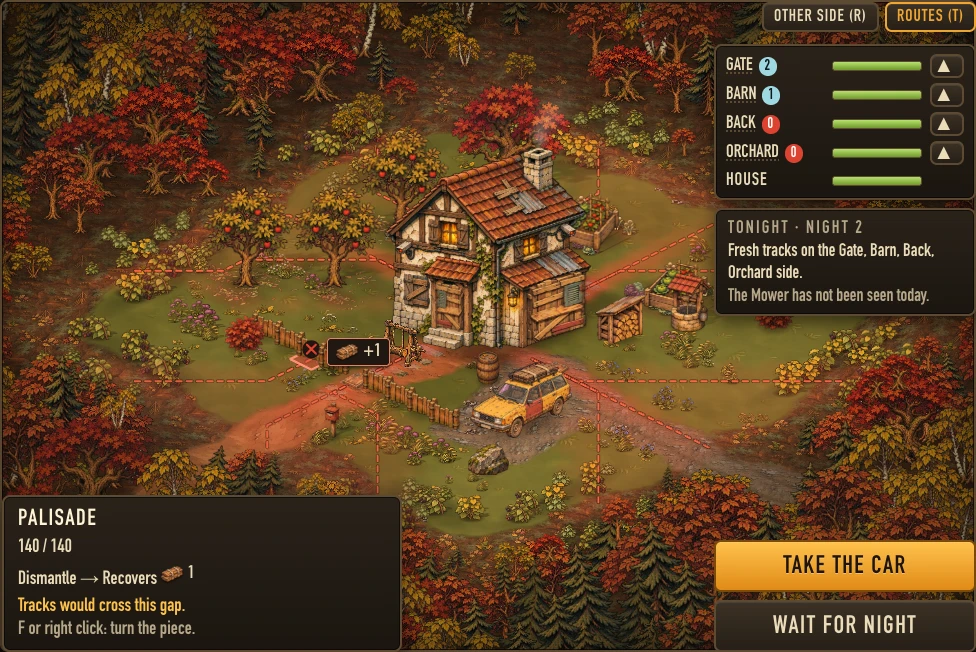 OTHER SIDE (R)
ROUTES (T)
GATE 2
BARN 1
BACK 0
ORCHARD 0
HOUSE
TONIGHT · NIGHT 2
Fresh tracks on the Gate, Barn, Back,
Orchard side.
The Mower has not been seen today.
+1
PALISADE
140 / 140
Dismantle → Recovers 1
Tracks would cross this gap.
F or right click: turn the piece.
TAKE THE CAR
WAIT FOR NIGHT